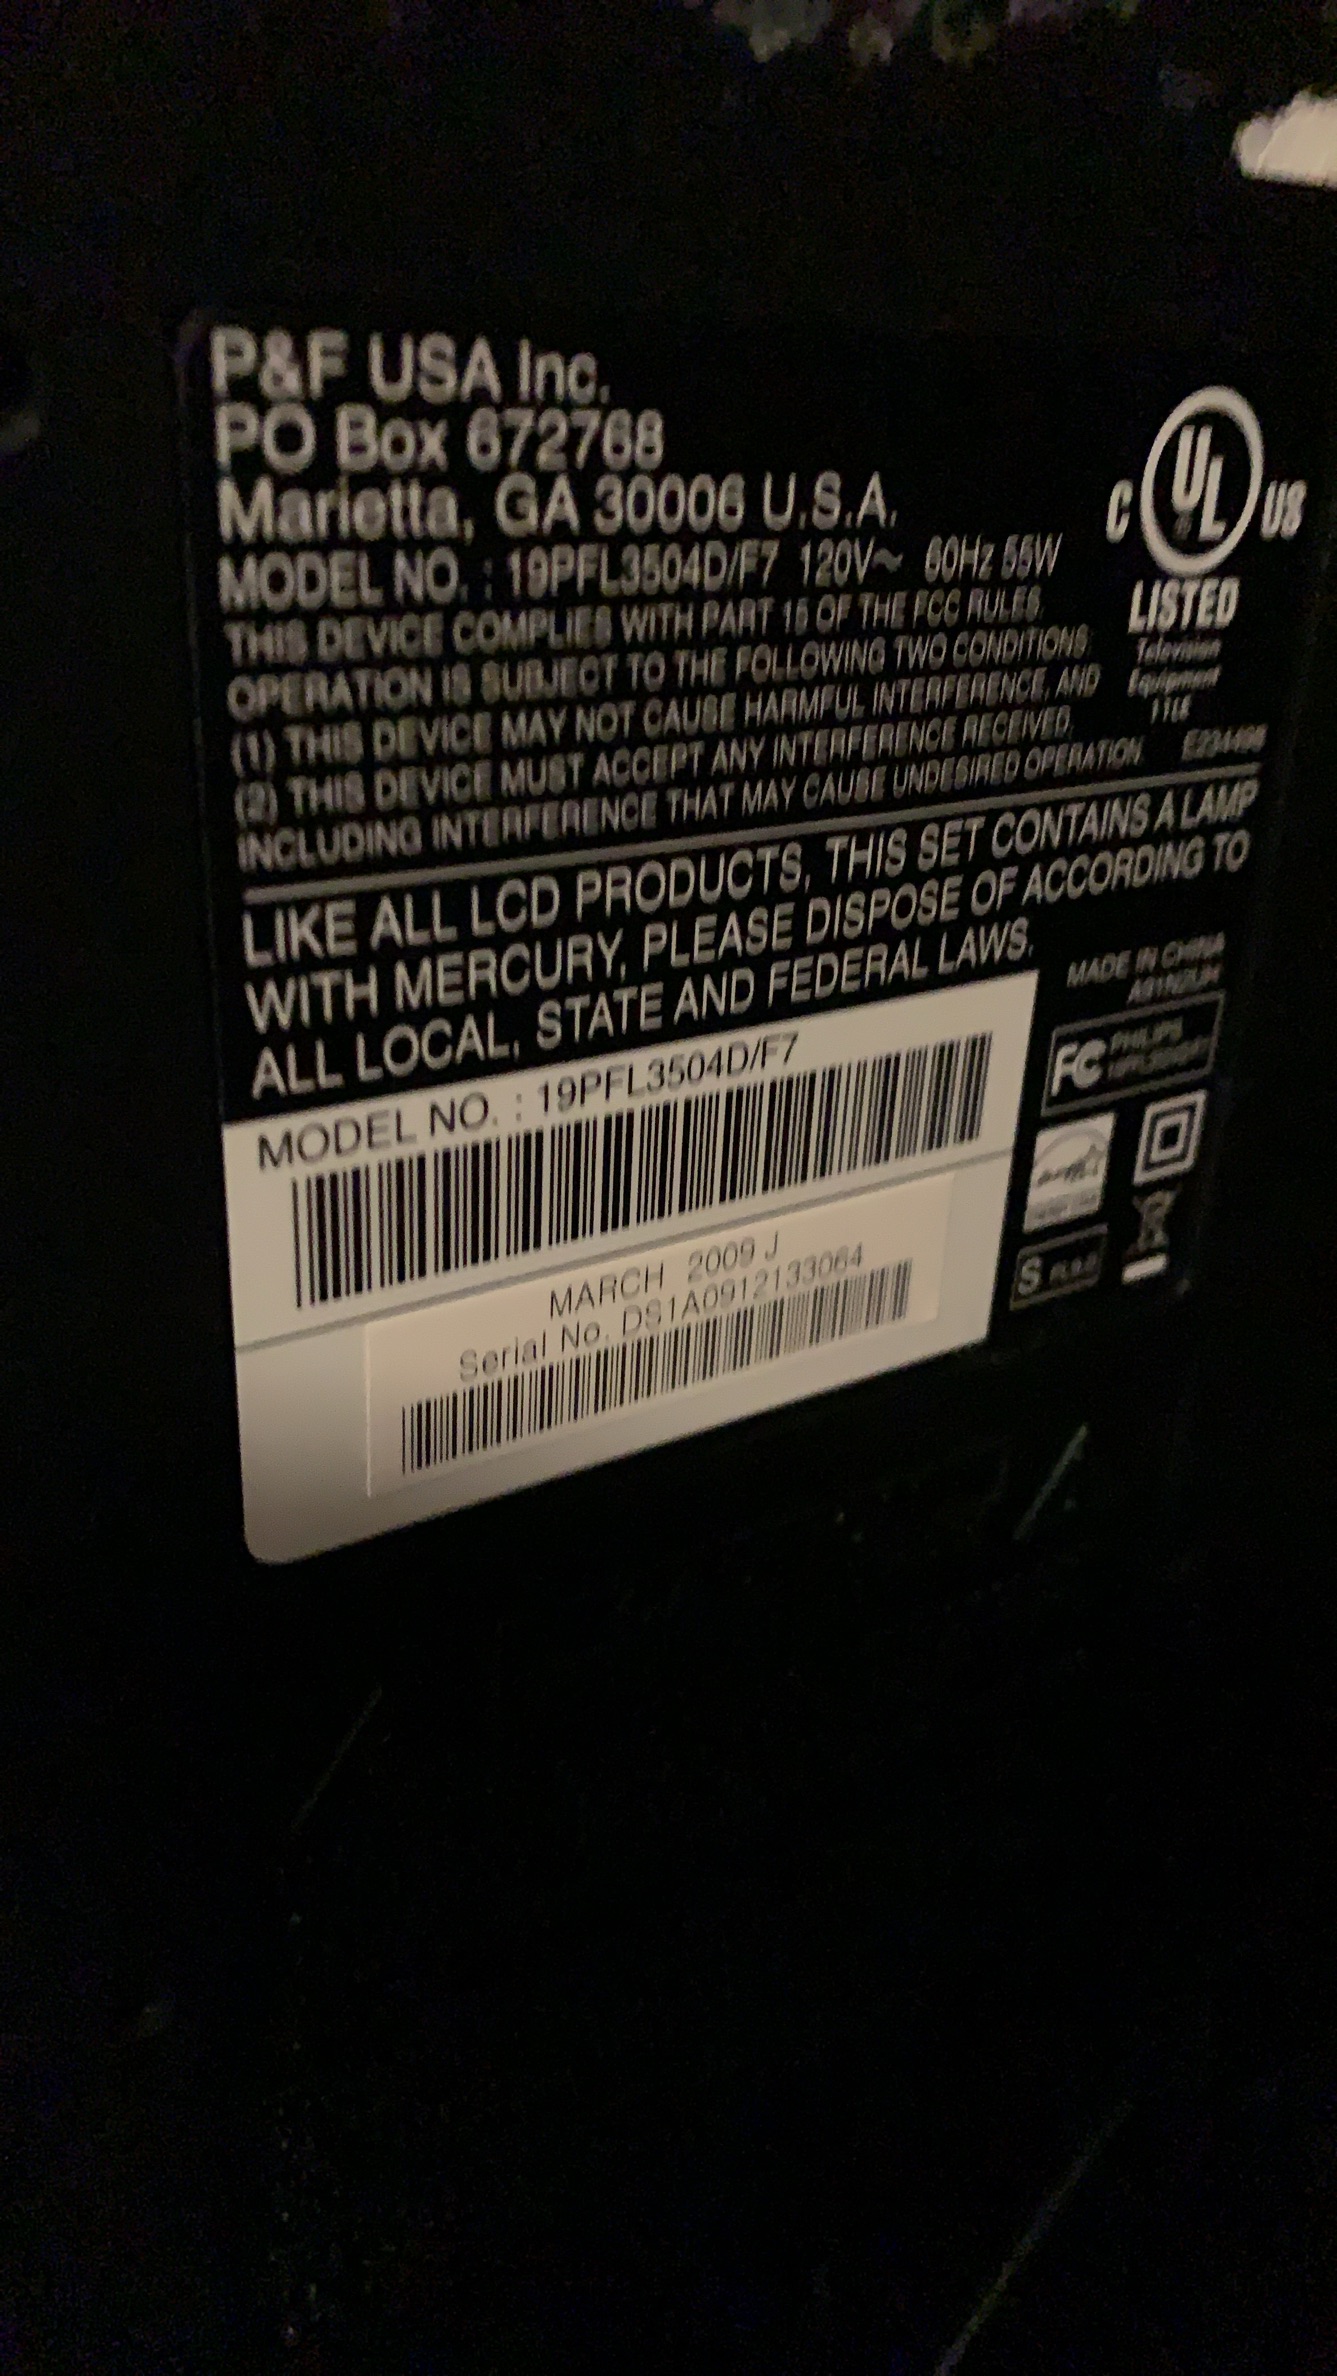 P&F USA Inc.
PO Box 672768
Marietta, GA 30006 U.S.A.
MODEL NO. : 19PFL3504D/F7 120V~ 60Hz 55W
THIS DEVICE COMPLIES WITH PART 15 OF THE FCC RULES.
OPERATION IS SUBJECT TO THE FOLLOWING TWO CONDITIONS:
(1) THIS DEVICE MAY NOT CAUSE HARMFUL INTERFERENCE, AND
(2) THIS DEVICE MUST ACCEPT ANY INTERFERENCE RECEIVED,
INCLUDING INTERFERENCE THAT MAY CAUSE UNDESIRED OPERATION.
C UL US
LISTED
Television
Equipment
11EE
LIKE ALL LCD PRODUCTS, THIS SET CONTAINS A LAMP
WITH MERCURY, PLEASE DISPOSE OF ACCORDING TO
ALL LOCAL, STATE AND FEDERAL LAWS.
MADE IN CHINA
FC PHILIPS
MODEL NO. : 19PFL3504D/F7
MARCH 2009 J
Serial No. DS1A0912133064
S